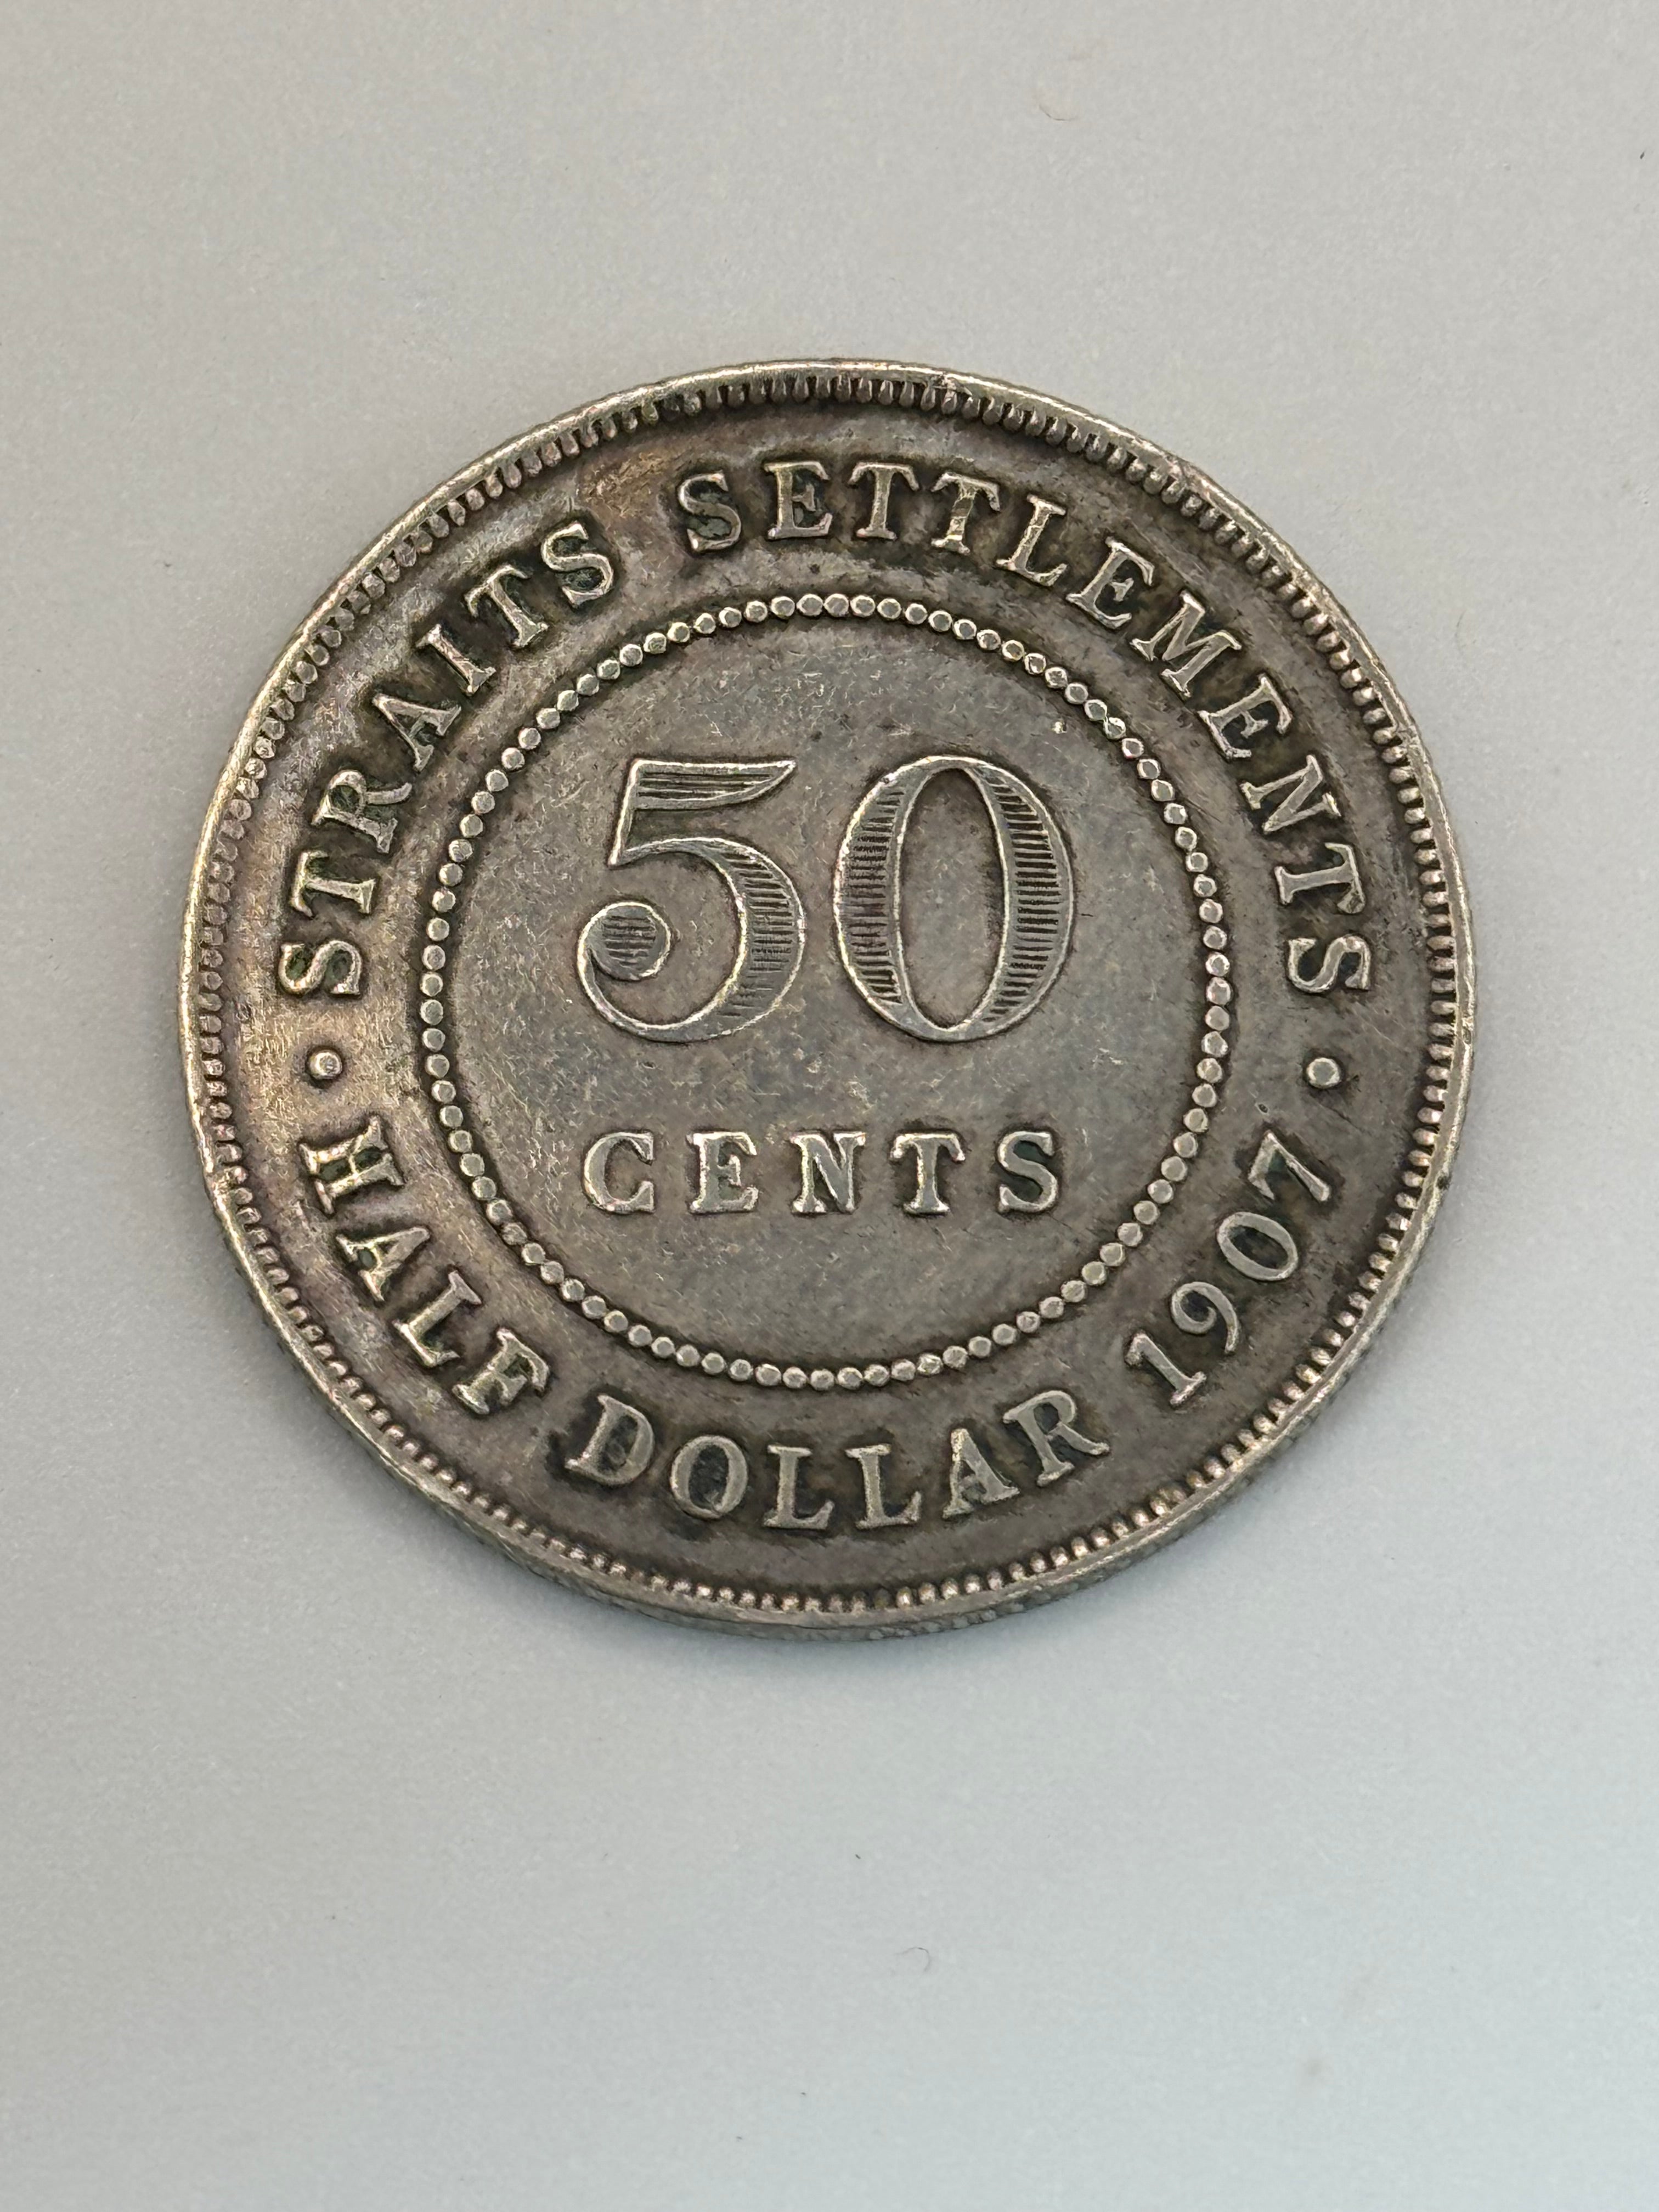 STRAITS SETTLEMENTS
50
CENTS
HALF DOLLAR 1907